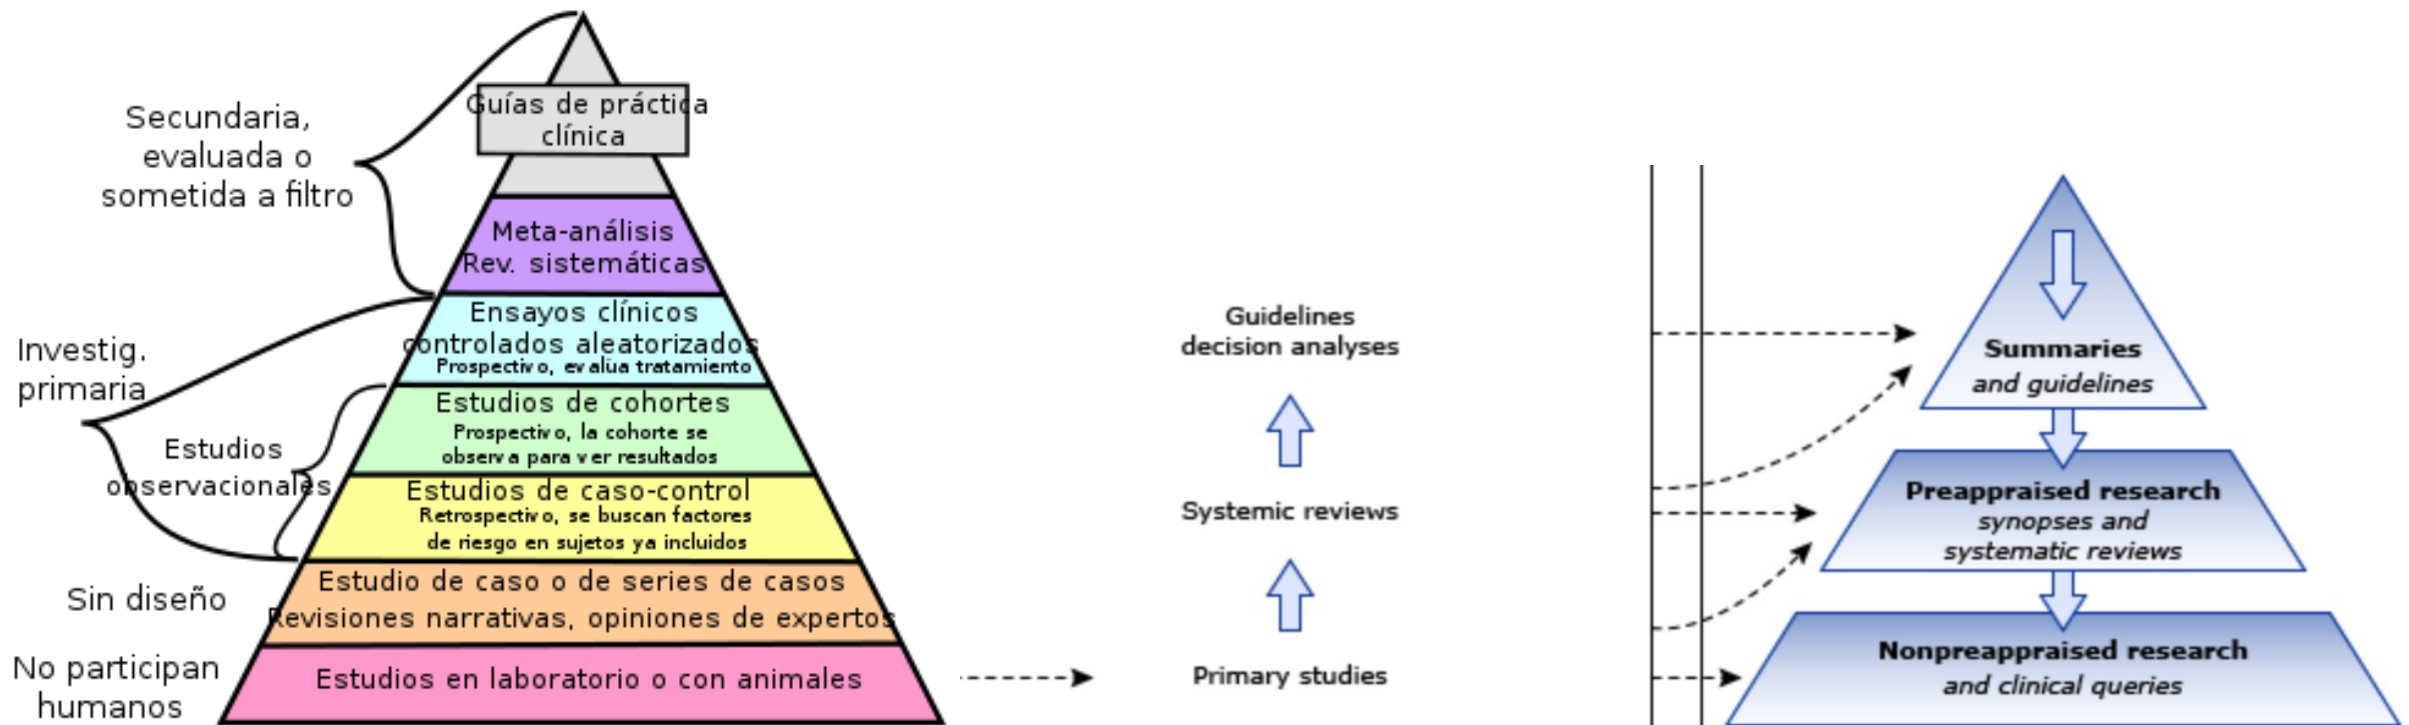 Secundaria,
evaluada o
sometida a filtro
Investig.
primaria
Estudios
observacionales
Sin diseño
No participan
humanos
Guías de práctica
clínica
Meta-análisis
Rev. sistemáticas
Ensayos clínicos
controlados aleatorizados
Prospectivo, evalúa tratamiento
Estudios de cohortes
Prospectivo, la cohorte se
observa para ver resultados
Estudios de caso-control
Retrospectivo, se buscan factores
de riesgo en sujetos ya incluidos
Estudio de caso o de series de casos
Revisiones narrativas, opiniones de expertos
Estudios en laboratorio o con animales
Guidelines
decision analyses
Systemic reviews
Primary studies
Summaries
and guidelines
Preappraised research
synopses and
systematic reviews
Nonpreappraised research
and clinical queries